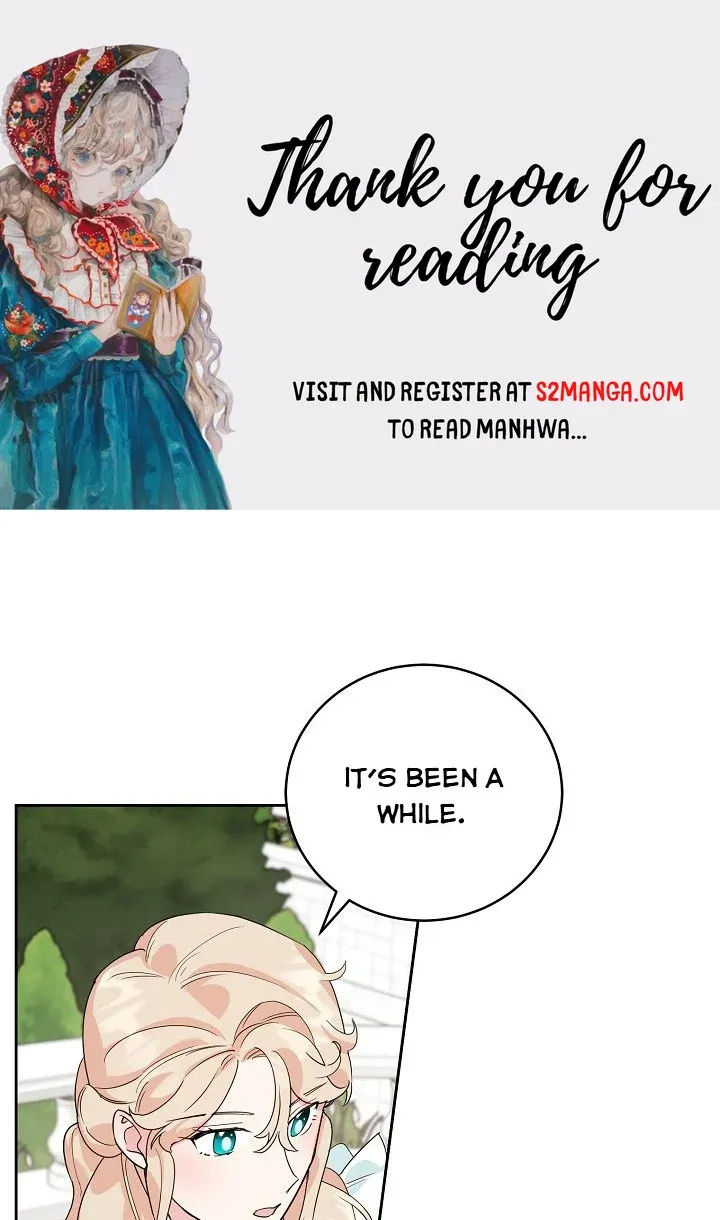 Thank you for
reading
VISIT AND REGISTER AT S2MANGA.COM
TO READ MANHWA...
IT'S BEEN A
WHILE.